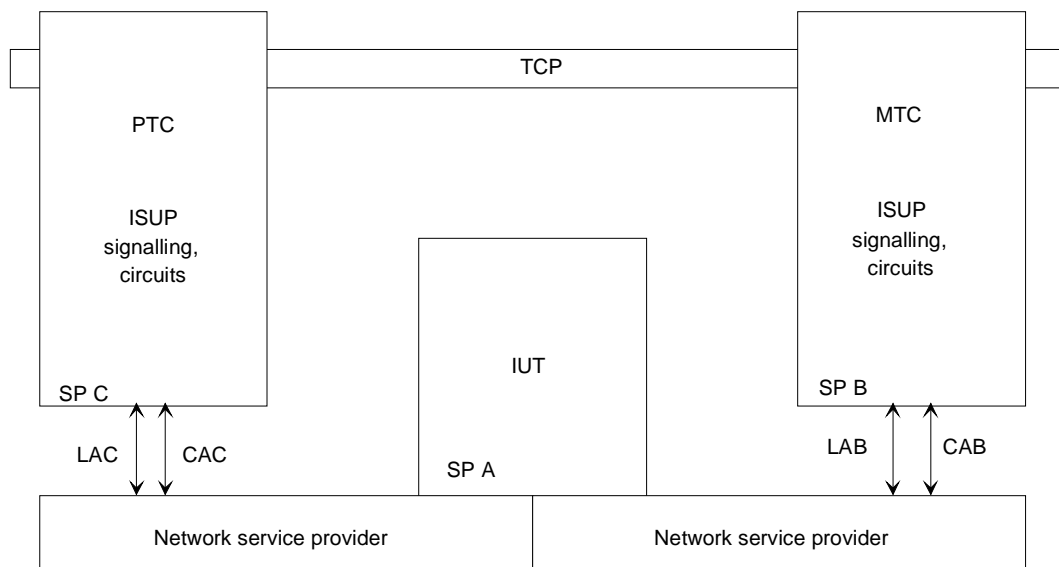 TCP
PTC
MTC
ISUP
signalling,
circuits
ISUP
signalling,
circuits
IUT
SP C
SP B
LAC
CAC
LAB
CAB
SP A
Network service provider
Network service provider